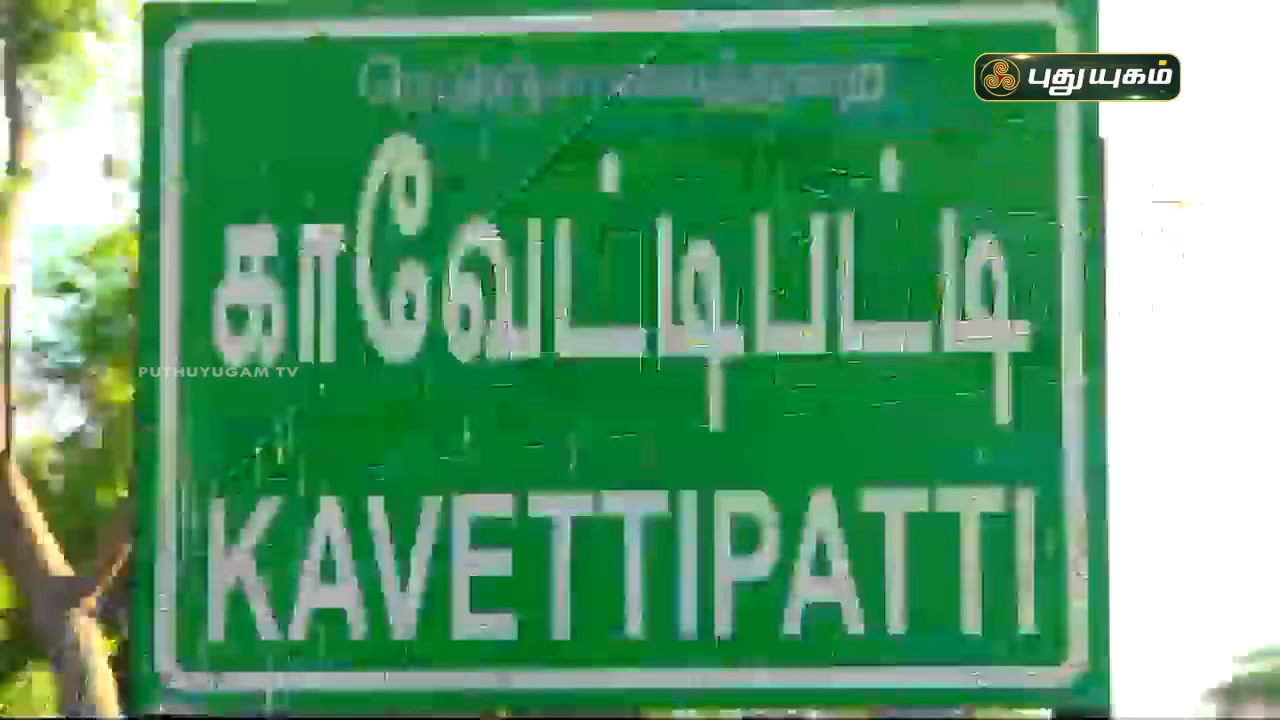 புதுயுகம்
நெடுஞ்சாலைத்துறை
காவேட்டிபட்டி
PUTHUYUGAM TV
KAVETTIPATTI